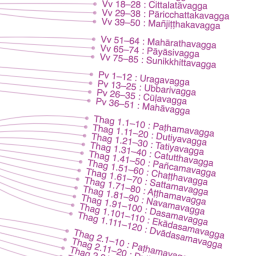 Vv 18–28 : Cittalatāvagga
Vv 29–38 : Pāricchattakavagga
Vv 39–50 : Mañjiṭṭhakavagga
Vv 51–64 : Mahārathavagga
Vv 65–74 : Pāyāsivagga
Vv 75–85 : Sunikkhittavagga
Pv 1–12 : Uragavagga
Pv 13–25 : Ubbarivagga
Pv 26–35 : Cūḷavagga
Pv 36–51 : Mahāvagga
Thag 1.1–10 : Paṭhamavagga
Thag 1.11–20 : Dutiyavagga
Thag 1.21–30 : Tatiyavagga
Thag 1.31–40 : Catutthavagga
Thag 1.41–50 : Pañcamavagga
Thag 1.51–60 : Chaṭṭhavagga
Thag 1.61–70 : Sattamavagga
Thag 1.71–80 : Aṭṭhamavagga
Thag 1.81–90 : Navamavagga
Thag 1.91–100 : Dasamavagga
Thag 1.101–110 : Ekādasamavagga
Thag 1.111–120 : Dvādasamavagga
Thag 2.1–10 : Paṭhamavagga
Thag 2.11–20 :